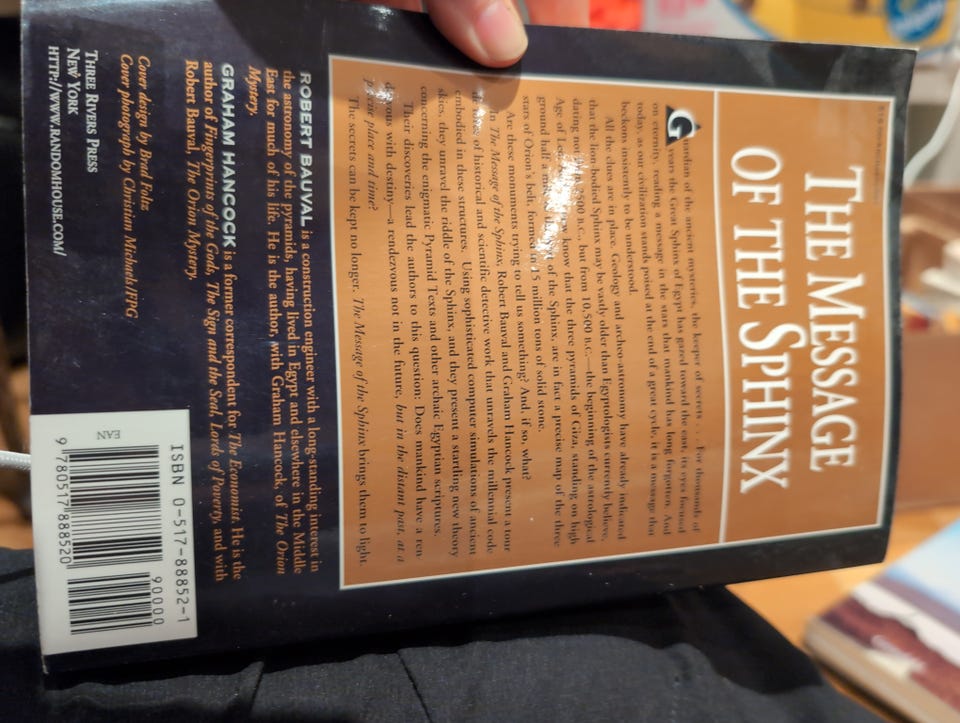 THE MESSAGE
OF THE SPHINX
Guardian of the ancient mysteries, the keeper of secrets . . . For thousands of
years the Great Sphinx of Egypt has gazed toward the east, its eyes focused
on eternity, reading a message in the stars that mankind has long forgotten. And
today, as our civilization stands poised at the end of a great cycle, it is a message that
beckons insistently to be understood.
All the clues are in place. Geology and archeo-astronomy have already indicated
that the lion-bodied Sphinx may be vastly older than Egyptologists currently believe,
dating not from 2500 B.C., but from 10,500 B.C.—the beginning of the astrological
Age of Leo. know that the three pyramids of Giza, standing on high
ground half a mile of the Sphinx, are in fact a precise map of the three
stars of Orion's belt, formed in 15 million tons of solid stone.
Are these monuments trying to tell us something? And, if so, what?
In The Message of the Sphinx, Robert Bauval and Graham Hancock present a tour
de force of historical and scientific detective work that unravels the millennial code
embodied in these structures. Using sophisticated computer simulations of ancient
skies, they unravel the riddle of the Sphinx, and they present a startling new theory
concerning the enigmatic Pyramid Texts and other archaic Egyptian scriptures.
Their discoveries lead the authors to this question: Does mankind have a ren-
dezvous with destiny—a rendezvous not in the future, but in the distant past, at a
precise place and time?
The secrets can be kept no longer. The Message of the Sphinx brings them to light.
ROBERT BAUVAL is a construction engineer with a long-standing interest in
the astronomy of the pyramids, having lived in Egypt and elsewhere in the Middle
East for much of his life. He is the author, with Graham Hancock, of The Orion
Mystery.
GRAHAM HANCOCK is a former correspondent for The Economist. He is the
author of Fingerprints of the Gods, The Sign and the Seal, Lords of Poverty, and with
Robert Bauval, The Orion Mystery.
Cover design by Brad Foltz
Cover photograph by Christian Michaels/FPG
THREE RIVERS PRESS
NEW YORK
HTTP://WWW.RANDOMHOUSE.COM/
ISBN 0-517-88852-1
90000
9 780517 888520
EAN